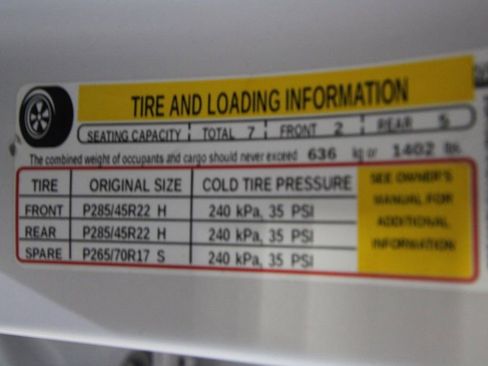 TIRE AND LOADING INFORMATION
SEATING CAPACITY TOTAL 7 FRONT 2 REAR 5
The combined weight of occupants and cargo should never exceed 636 kg or 1402 lbs.
TIRE ORIGINAL SIZE COLD TIRE PRESSURE SEE OWNER'S
FRONT P285/45R22 H 240 kPa, 35 PSI MANUAL FOR
REAR P285/45R22 H 240 kPa, 35 PSI ADDITIONAL
SPARE P265/70R17 S 240 kPa, 35 PSI INFORMATION